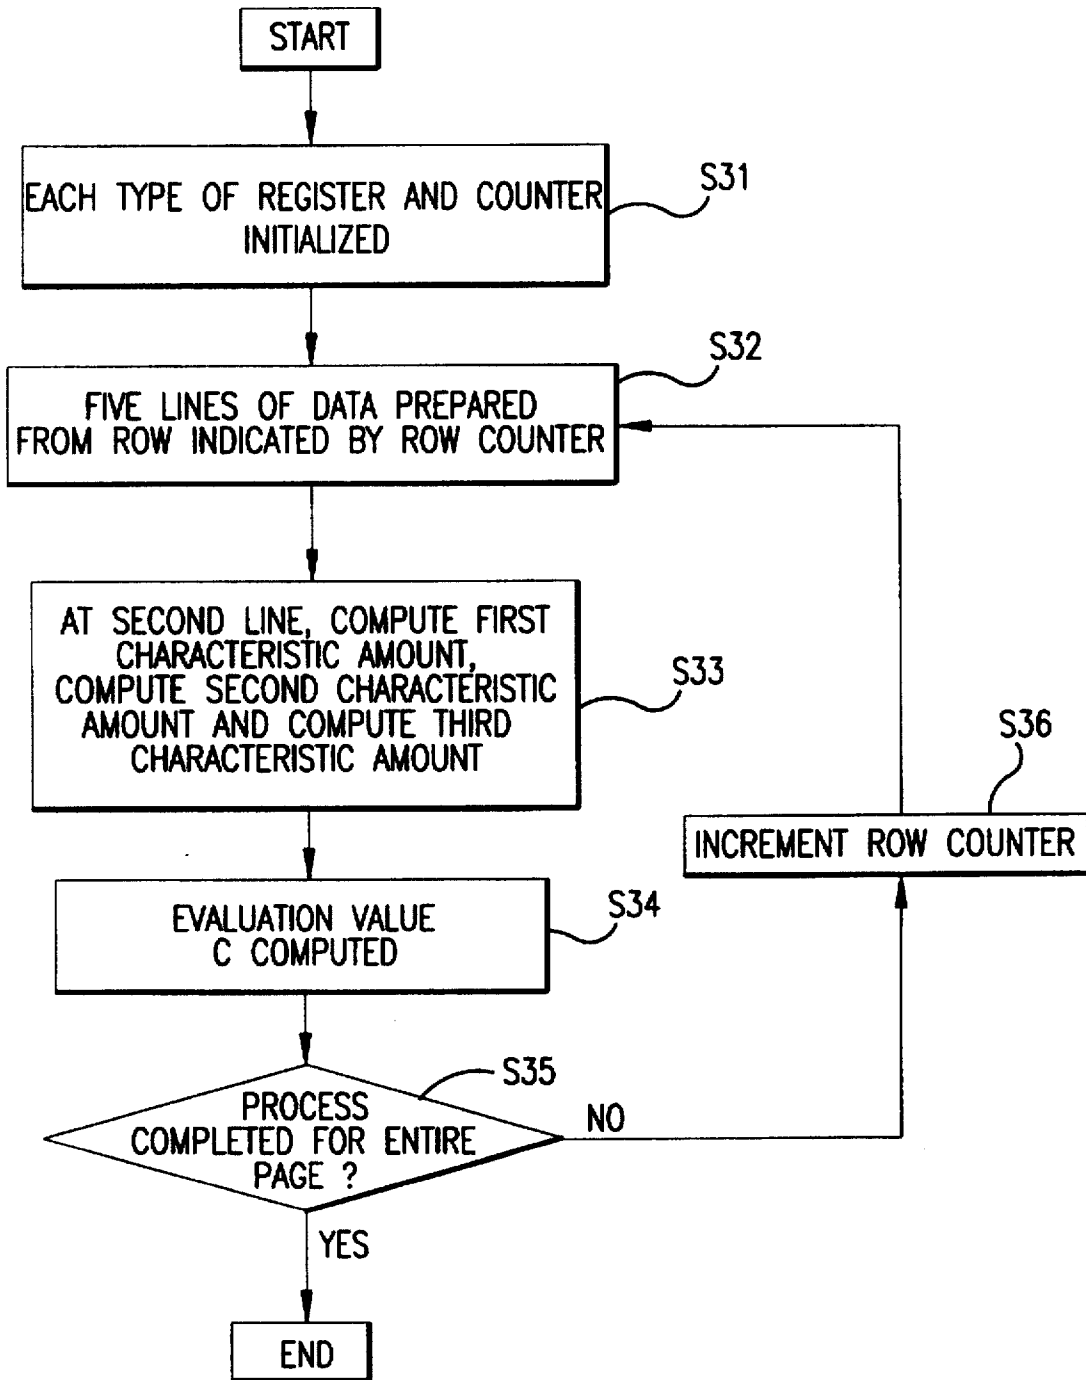 START
EACH TYPE OF REGISTER AND COUNTER
INITIALIZED
S31
S32
FIVE LINES OF DATA PREPARED
FROM ROW INDICATED BY ROW COUNTER
AT SECOND LINE, COMPUTE FIRST
CHARACTERISTIC AMOUNT,
COMPUTE SECOND CHARACTERISTIC
AMOUNT AND COMPUTE THIRD
CHARACTERISTIC AMOUNT
S33
S36
INCREMENT ROW COUNTER
EVALUATION VALUE
C COMPUTED
S34
S35
PROCESS
COMPLETED FOR ENTIRE
PAGE ?
NO
YES
END